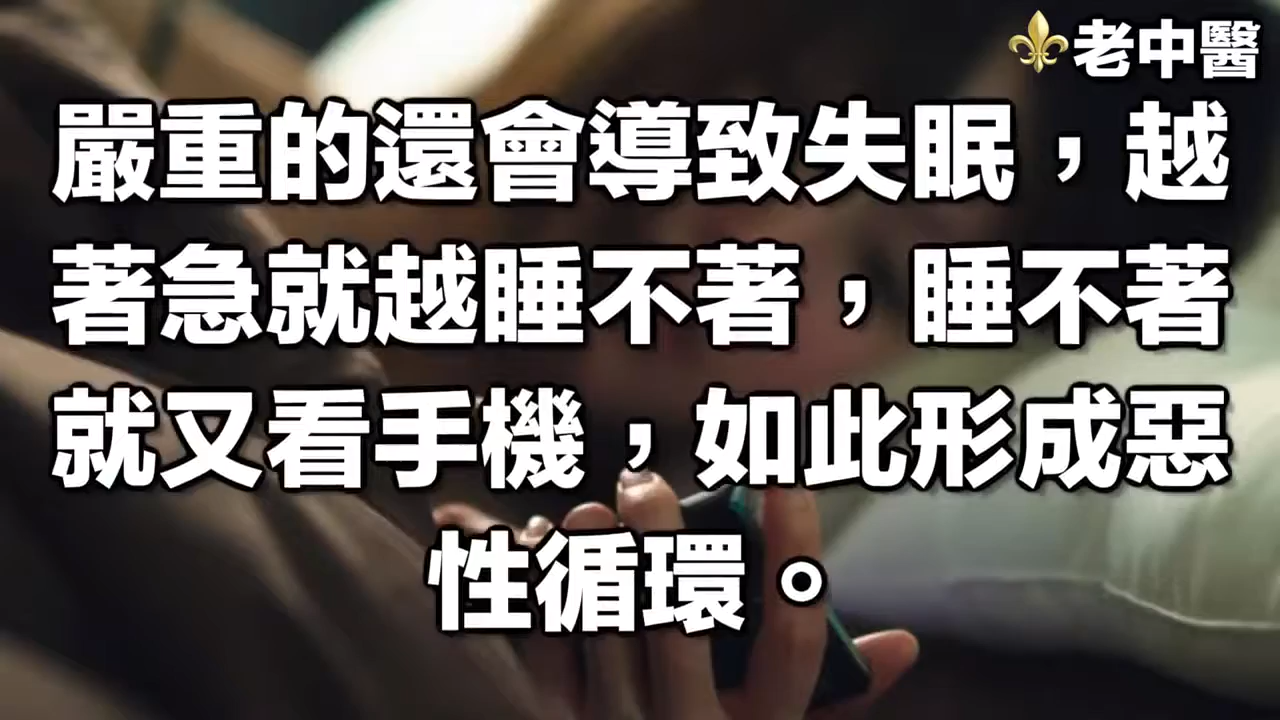 老中醫
嚴重的還會導致失眠，越
著急就越睡不著，睡不著
就又看手機，如此形成惡
性循環。